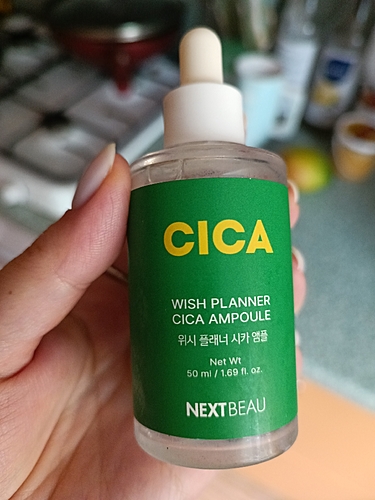 CICA
WISH PLANNER
CICA AMPOULE
위시 플래너 시카 앰플
Net Wt
50 ml / 1.69 fl. oz.
NEXTBEAU